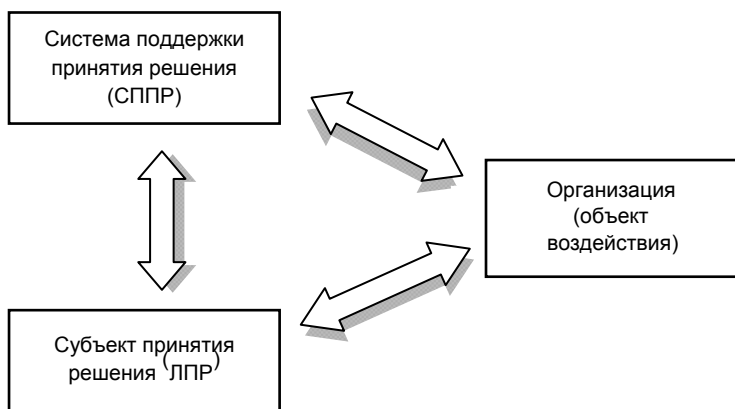 Система поддержки
принятия решения
(СППР)
Организация
(объект
воздействия)
Субъект принятия
решения (ЛПР)